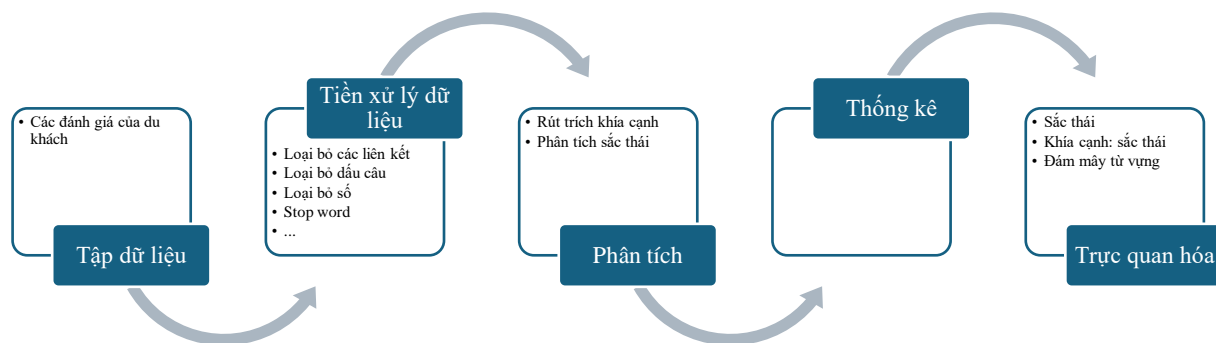 • Các đánh giá của du
khách
Tập dữ liệu
Tiền xử lý dữ
liệu
• Loại bỏ các liên kết
• Loại bỏ dấu câu
• Loại bỏ số
• Stop word
• ...
• Rút trích khía cạnh
• Phân tích sắc thái
Phân tích
Thống kê
• Sắc thái
• Khía cạnh: sắc thái
• Đám mây từ vựng
Trực quan hóa